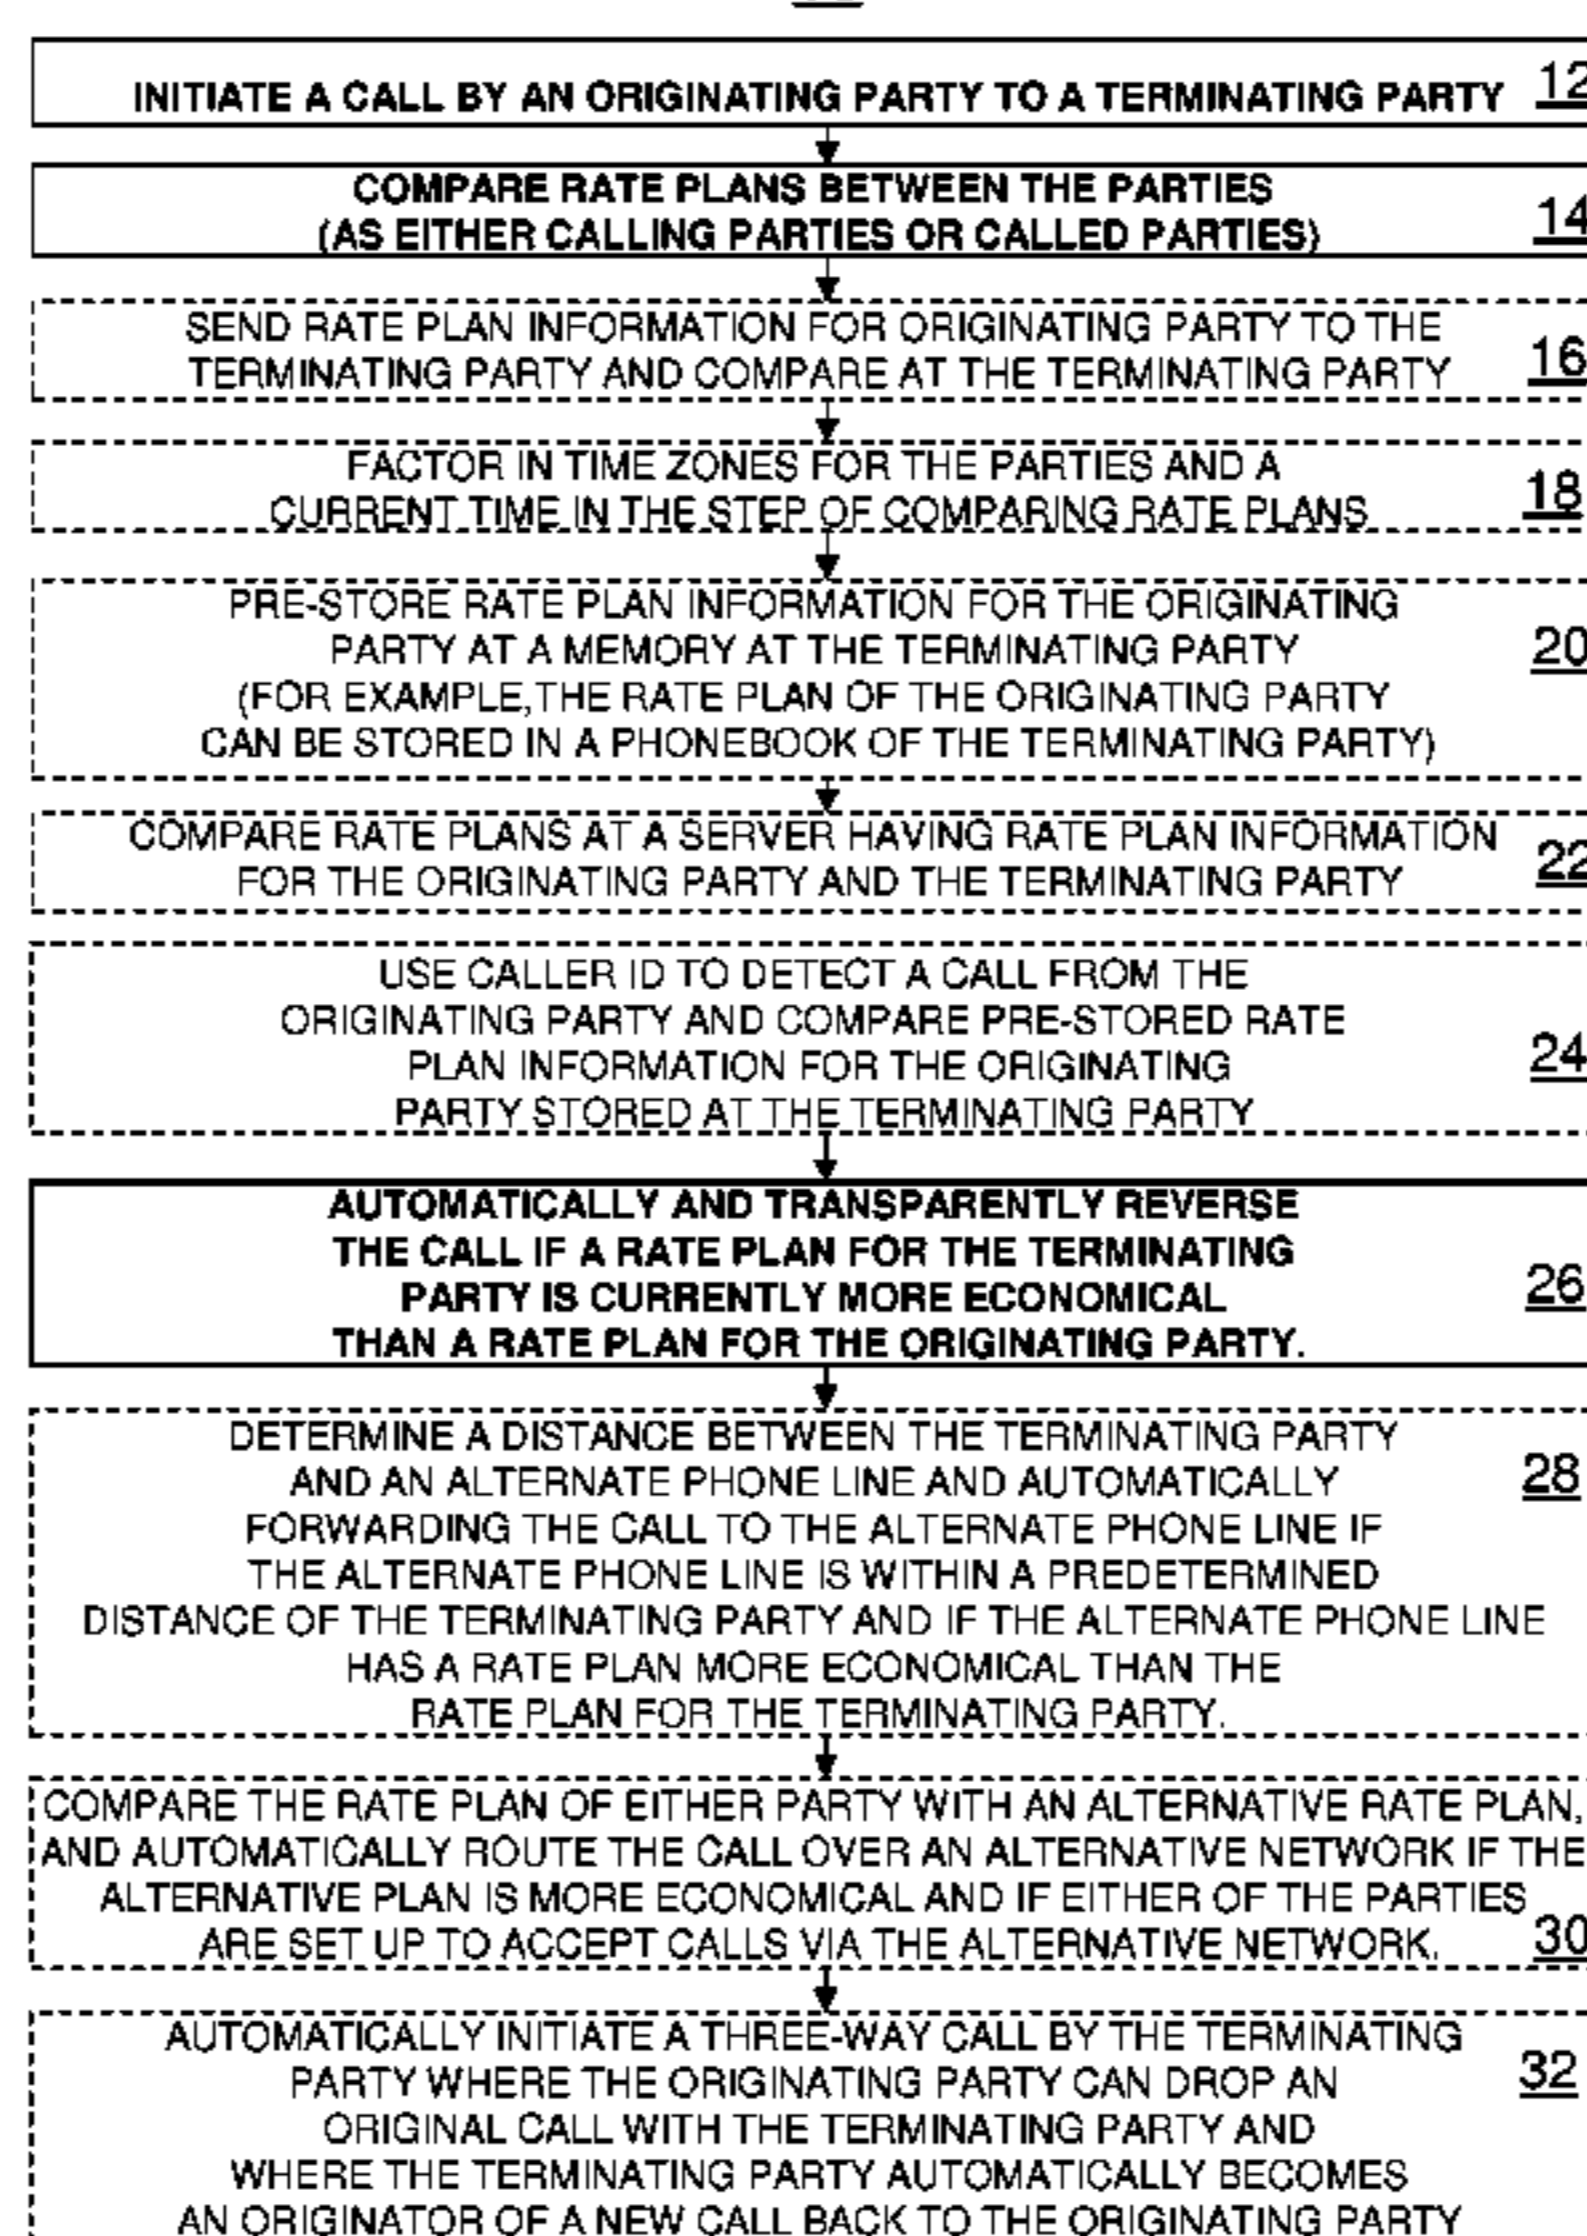 INITIATE A CALL BY AN ORIGINATING PARTY TO A TERMINATING PARTY 12
COMPARE RATE PLANS BETWEEN THE PARTIES
(AS EITHER CALLING PARTIES OR CALLED PARTIES) 14
SEND RATE PLAN INFORMATION FOR ORIGINATING PARTY TO THE
TERMINATING PARTY AND COMPARE AT THE TERMINATING PARTY 16
FACTOR IN TIME ZONES FOR THE PARTIES AND A
CURRENT TIME IN THE STEP OF COMPARING RATE PLANS 18
PRE-STORE RATE PLAN INFORMATION FOR THE ORIGINATING
PARTY AT A MEMORY AT THE TERMINATING PARTY 20
(FOR EXAMPLE,THE RATE PLAN OF THE ORIGINATING PARTY
CAN BE STORED IN A PHONEBOOK OF THE TERMINATING PARTY)
COMPARE RATE PLANS AT A SERVER HAVING RATE PLAN INFORMATION
FOR THE ORIGINATING PARTY AND THE TERMINATING PARTY 22
USE CALLER ID TO DETECT A CALL FROM THE
ORIGINATING PARTY AND COMPARE PRE-STORED RATE
PLAN INFORMATION FOR THE ORIGINATING 24
PARTY STORED AT THE TERMINATING PARTY
AUTOMATICALLY AND TRANSPARENTLY REVERSE
THE CALL IF A RATE PLAN FOR THE TERMINATING
PARTY IS CURRENTLY MORE ECONOMICAL 26
THAN A RATE PLAN FOR THE ORIGINATING PARTY.
DETERMINE A DISTANCE BETWEEN THE TERMINATING PARTY
AND AN ALTERNATE PHONE LINE AND AUTOMATICALLY 28
FORWARDING THE CALL TO THE ALTERNATE PHONE LINE IF
THE ALTERNATE PHONE LINE IS WITHIN A PREDETERMINED
DISTANCE OF THE TERMINATING PARTY AND IF THE ALTERNATE PHONE LINE
HAS A RATE PLAN MORE ECONOMICAL THAN THE
RATE PLAN FOR THE TERMINATING PARTY.
COMPARE THE RATE PLAN OF EITHER PARTY WITH AN ALTERNATIVE RATE PLAN,
AND AUTOMATICALLY ROUTE THE CALL OVER AN ALTERNATIVE NETWORK IF THE
ALTERNATIVE PLAN IS MORE ECONOMICAL AND IF EITHER OF THE PARTIES
ARE SET UP TO ACCEPT CALLS VIA THE ALTERNATIVE NETWORK. 30
AUTOMATICALLY INITIATE A THREE-WAY CALL BY THE TERMINATING
PARTY WHERE THE ORIGINATING PARTY CAN DROP AN 32
ORIGINAL CALL WITH THE TERMINATING PARTY AND
WHERE THE TERMINATING PARTY AUTOMATICALLY BECOMES
AN ORIGINATOR OF A NEW CALL BACK TO THE ORIGINATING PARTY